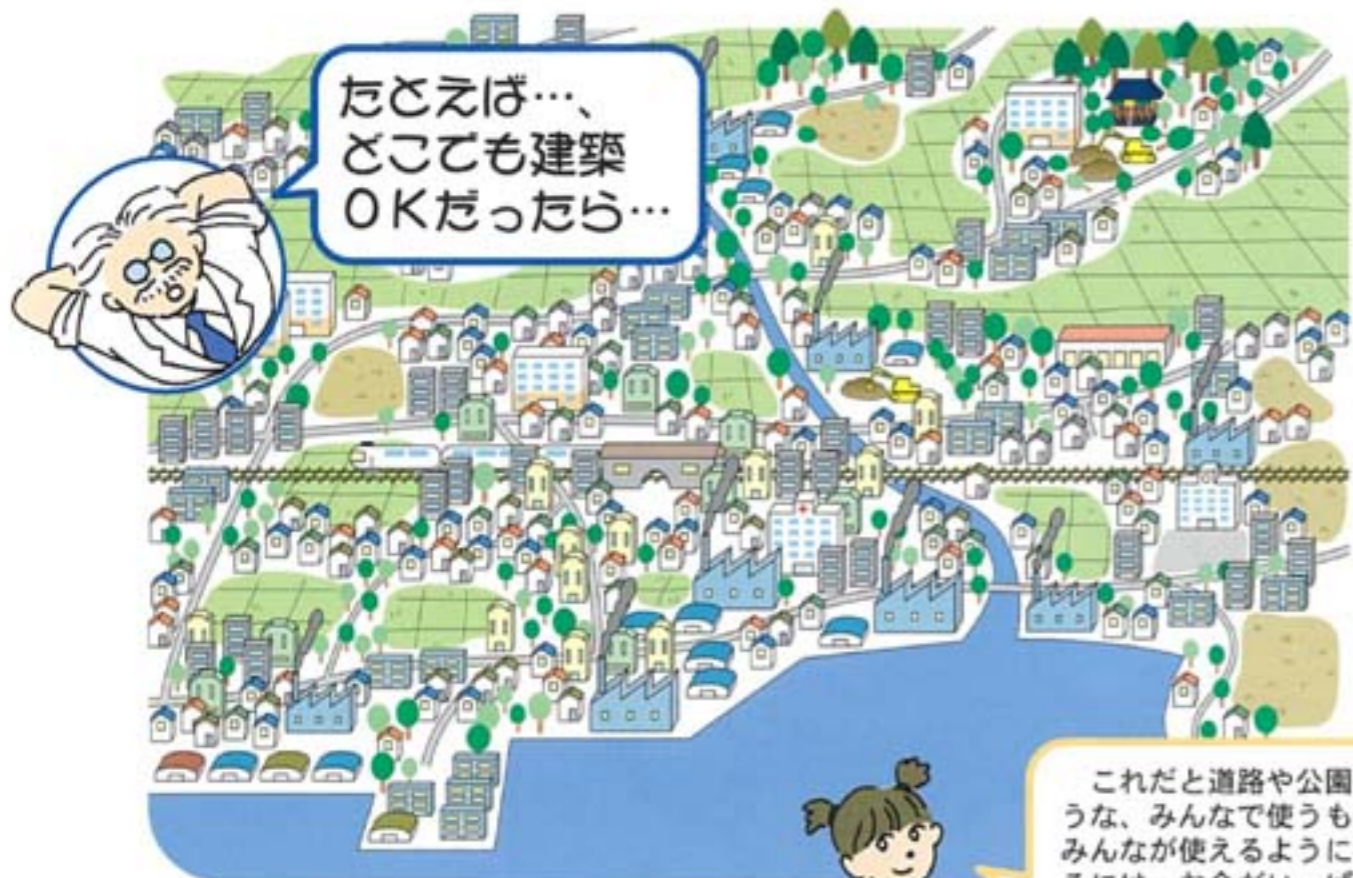 たとえば…、
どこでも建築
OKだったら…
これだと道路や公園
うな、みんなで使うも
みんなが使えるように